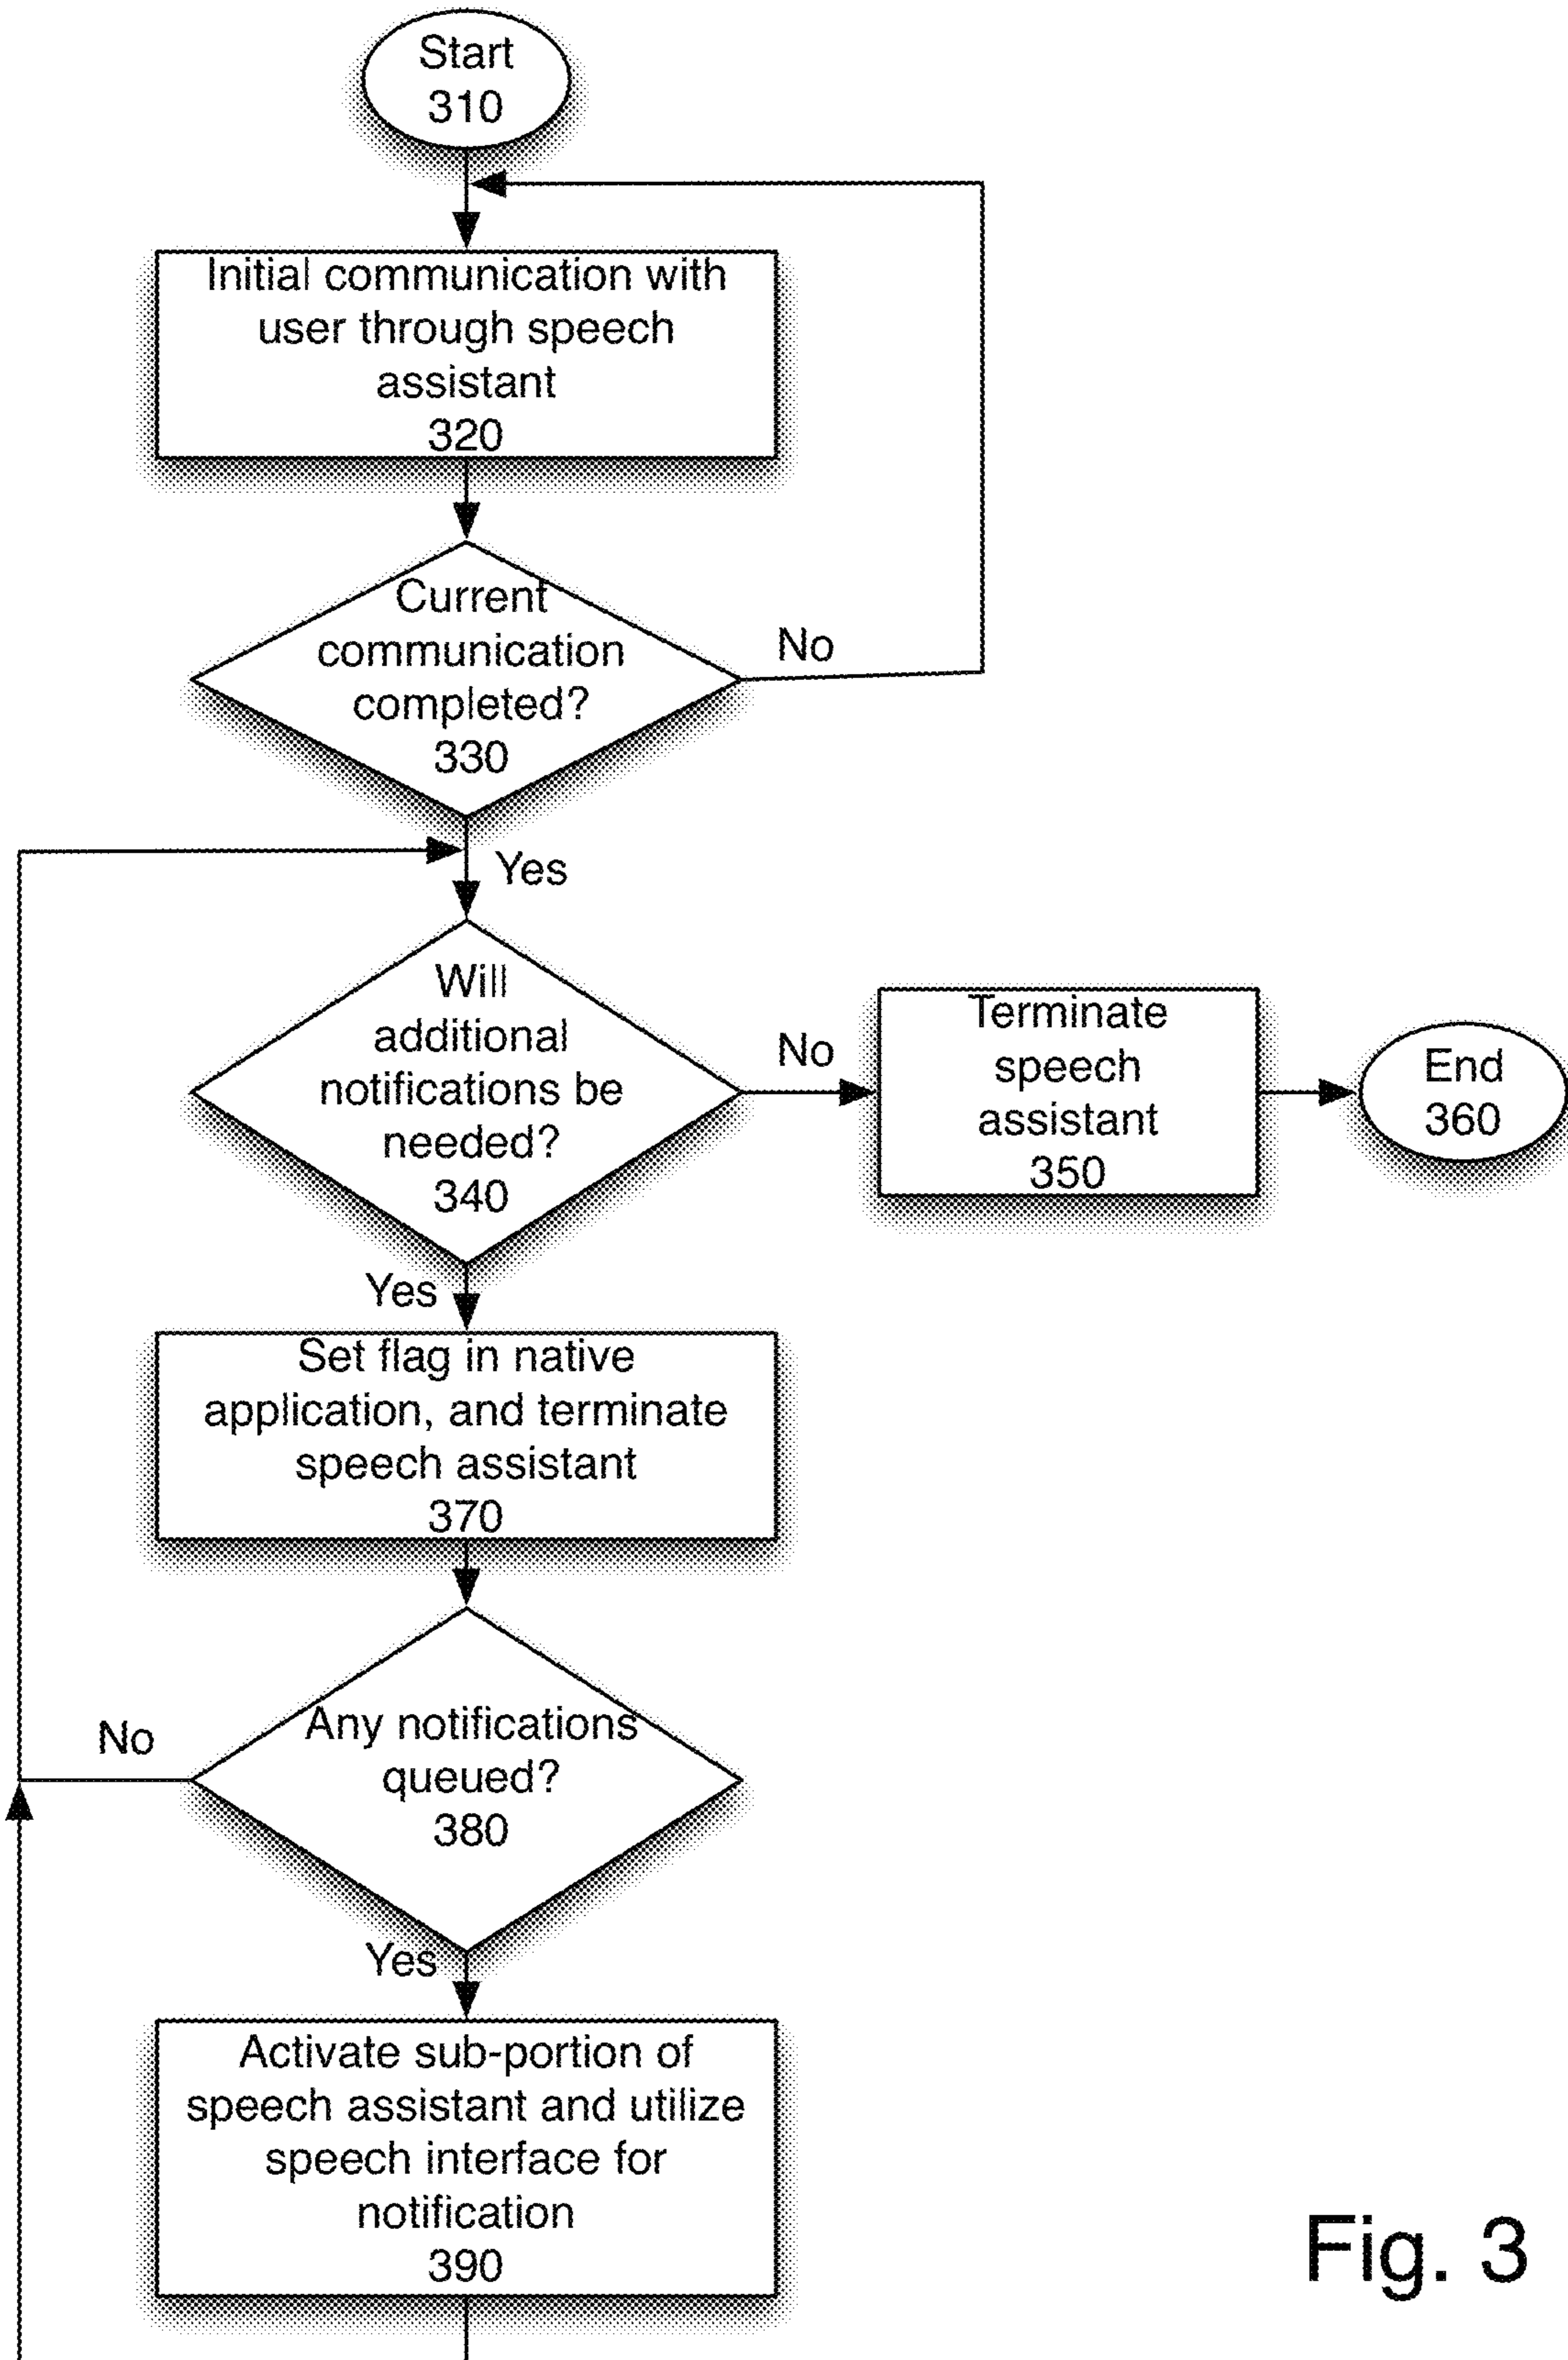 Start
310
Initial communication with
user through speech
assistant
320
Current
communication
completed?
330
No
Yes
Will
additional
notifications be
needed?
340
No
Terminate
speech
assistant
350
End
360
Yes
Set flag in native
application, and terminate
speech assistant
370
Any notifications
queued?
380
No
Yes
Activate sub-portion of
speech assistant and utilize
speech interface for
notification
390
Fig. 3